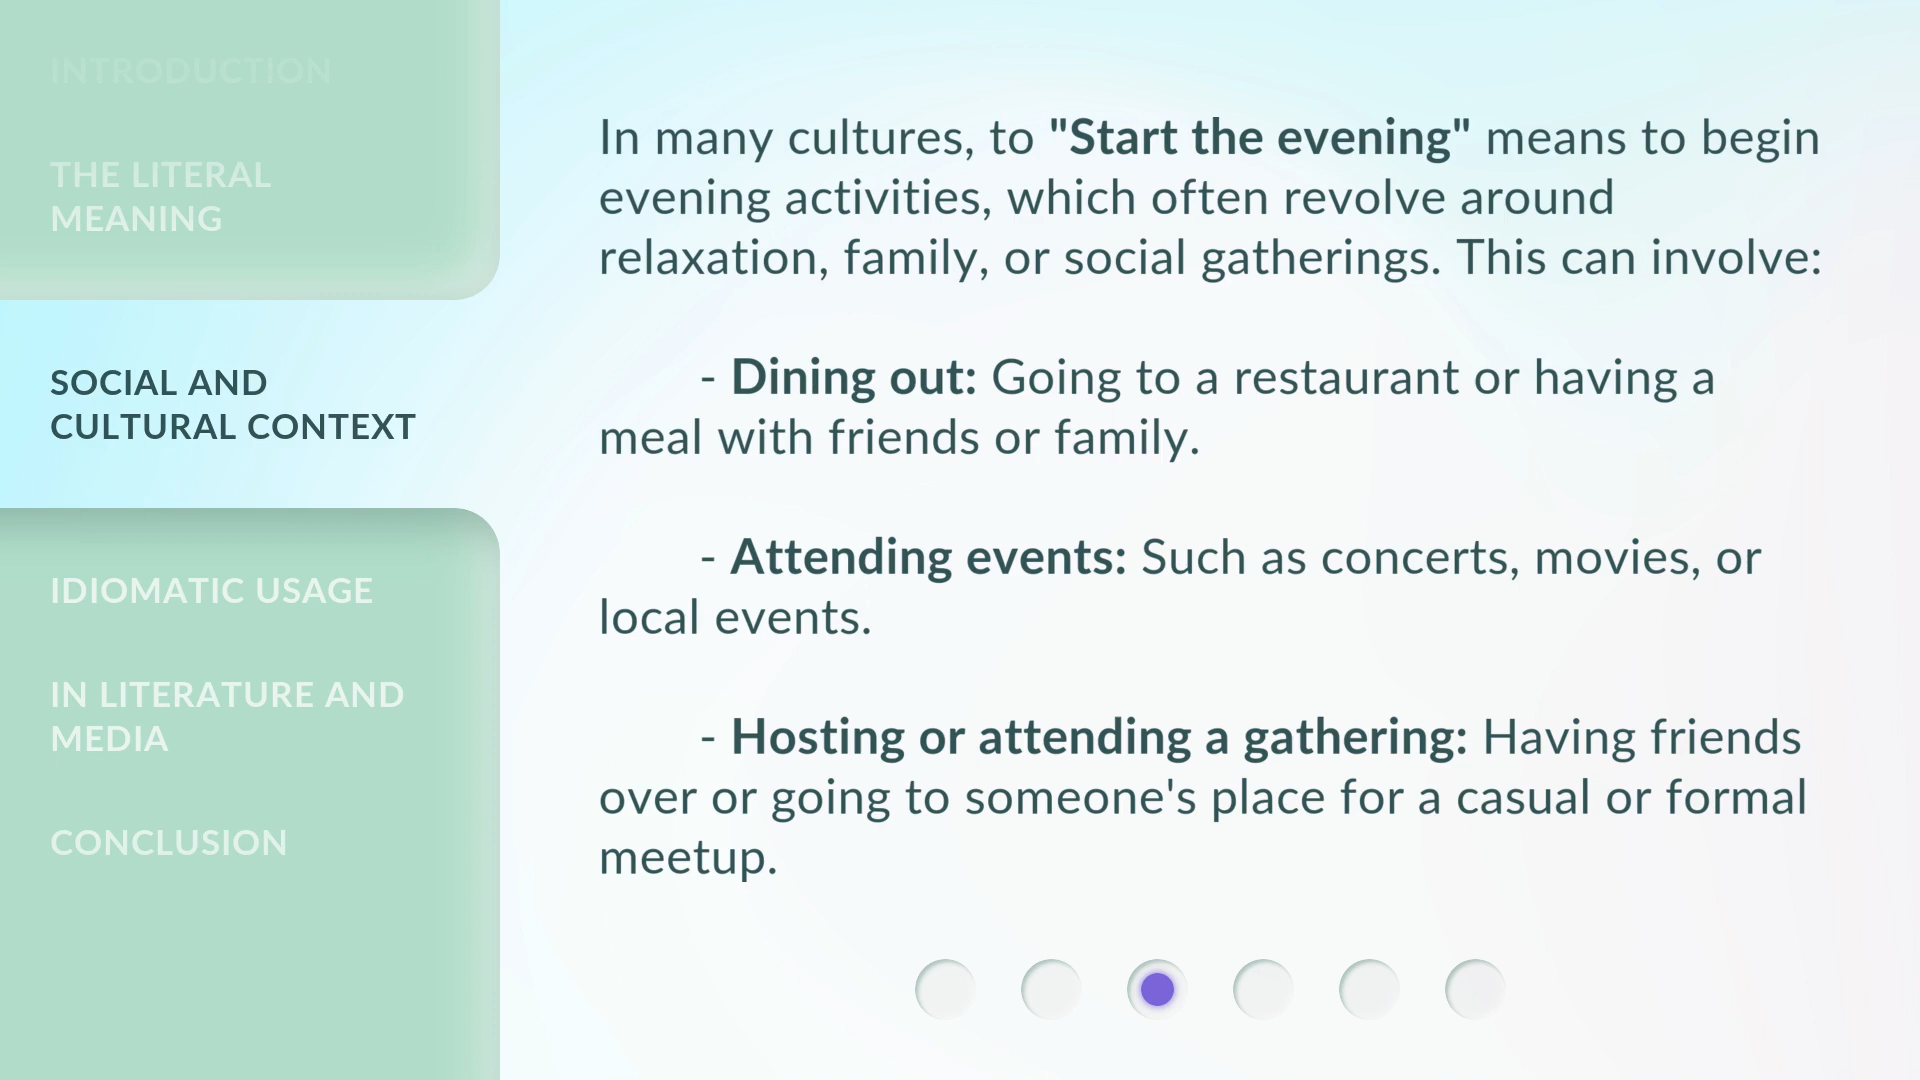 INTRODUCTION
THE LITERAL
MEANING
SOCIAL AND
CULTURAL CONTEXT
IDIOMATIC USAGE
IN LITERATURE AND
MEDIA
CONCLUSION
In many cultures, to "Start the evening" means to begin
evening activities, which often revolve around
relaxation, family, or social gatherings. This can involve:
- Dining out: Going to a restaurant or having a
meal with friends or family.
- Attending events: Such as concerts, movies, or
local events.
- Hosting or attending a gathering: Having friends
over or going to someone's place for a casual or formal
meetup.